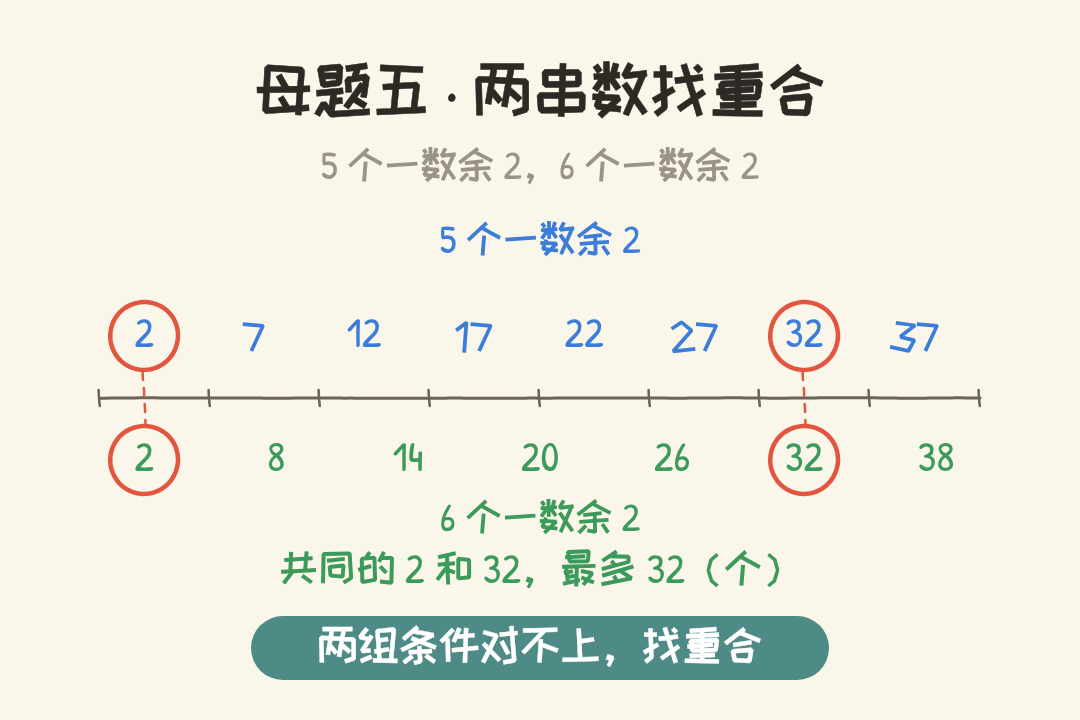 母题五·两串数找重合
5 个一数余 2，6 个一数余 2
5 个一数余 2
2 7 12 17 22 27 32 37
2 8 14 20 26 32 38
6 个一数余 2
共同的 2 和 32，最多 32（个）
两组条件对不上，找重合